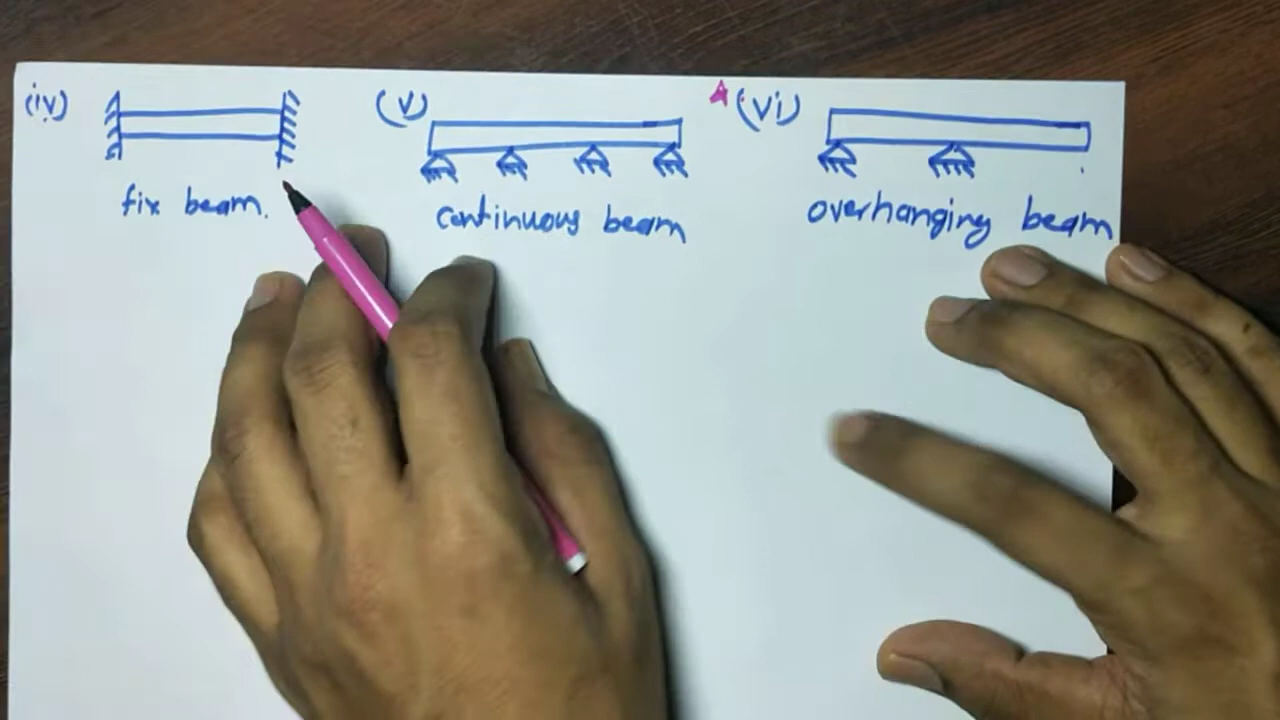 (iv)
fix beam.
(v)
continuous beam
(vi)
overhanging beam